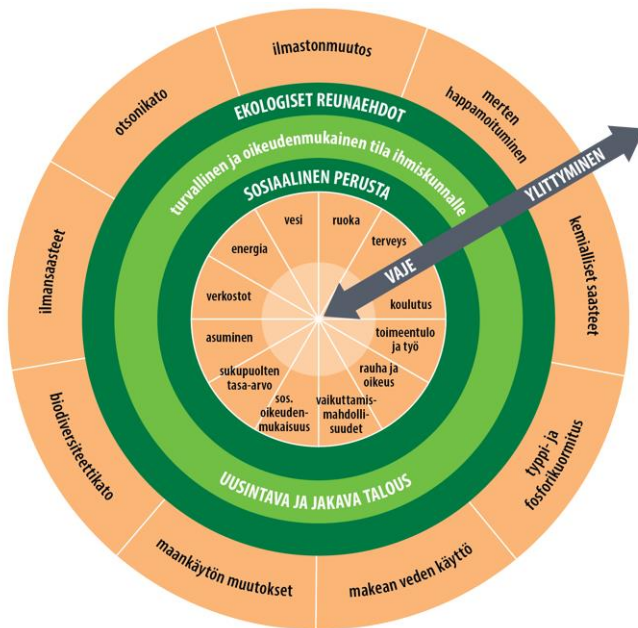 ilmastonmuutos
merten
happamoituminen
kemialliset saasteet
typpi- ja
fosforikuormitus
makean veden käyttö
maankäytön muutokset
biodiversiteettikato
ilmansaasteet
otsonikato
EKOLOGISET REUNAEHDOT
turvallinen ja oikeudenmukainen tila ihmiskunnalle
SOSIAALINEN PERUSTA
YLITTYMINEN
VAJE
vesi
ruoka
terveys
koulutus
toimeentulo
ja työ
rauha ja
oikeus
vaikuttamis-
mahdolli-
suudet
sos.
oikeuden-
mukaisuus
sukupuolten
tasa-arvo
asuminen
verkostot
energia
UUSINTAVA JA JAKAVA TALOUS